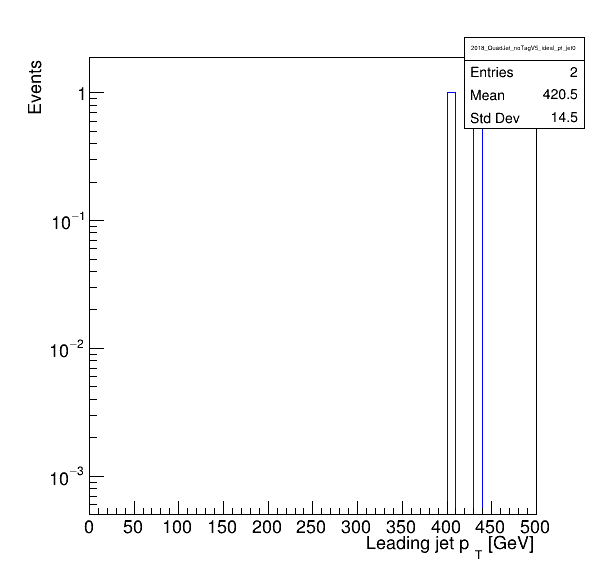 2018_QuadJet_noTagV5_ideal_pt_jet0
Entries 2
Mean 420.5
Std Dev 14.5
Events
1
10−1
10−2
10−3
0 50 100 150 200 250 300 350 400 450 500
Leading jet p T [GeV]